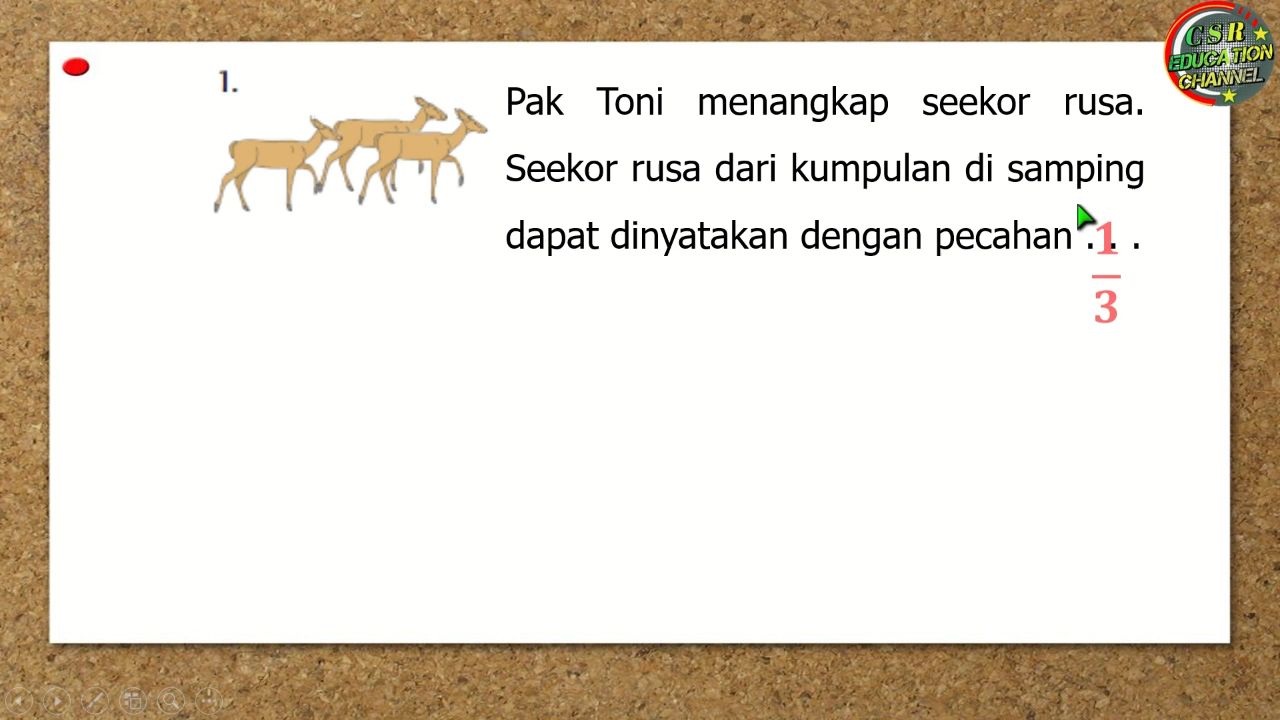 CSR
EDUCATION
CHANNEL
1.
Pak Toni menangkap seekor rusa.
Seekor rusa dari kumpulan di samping
dapat dinyatakan dengan pecahan . . .
1
3